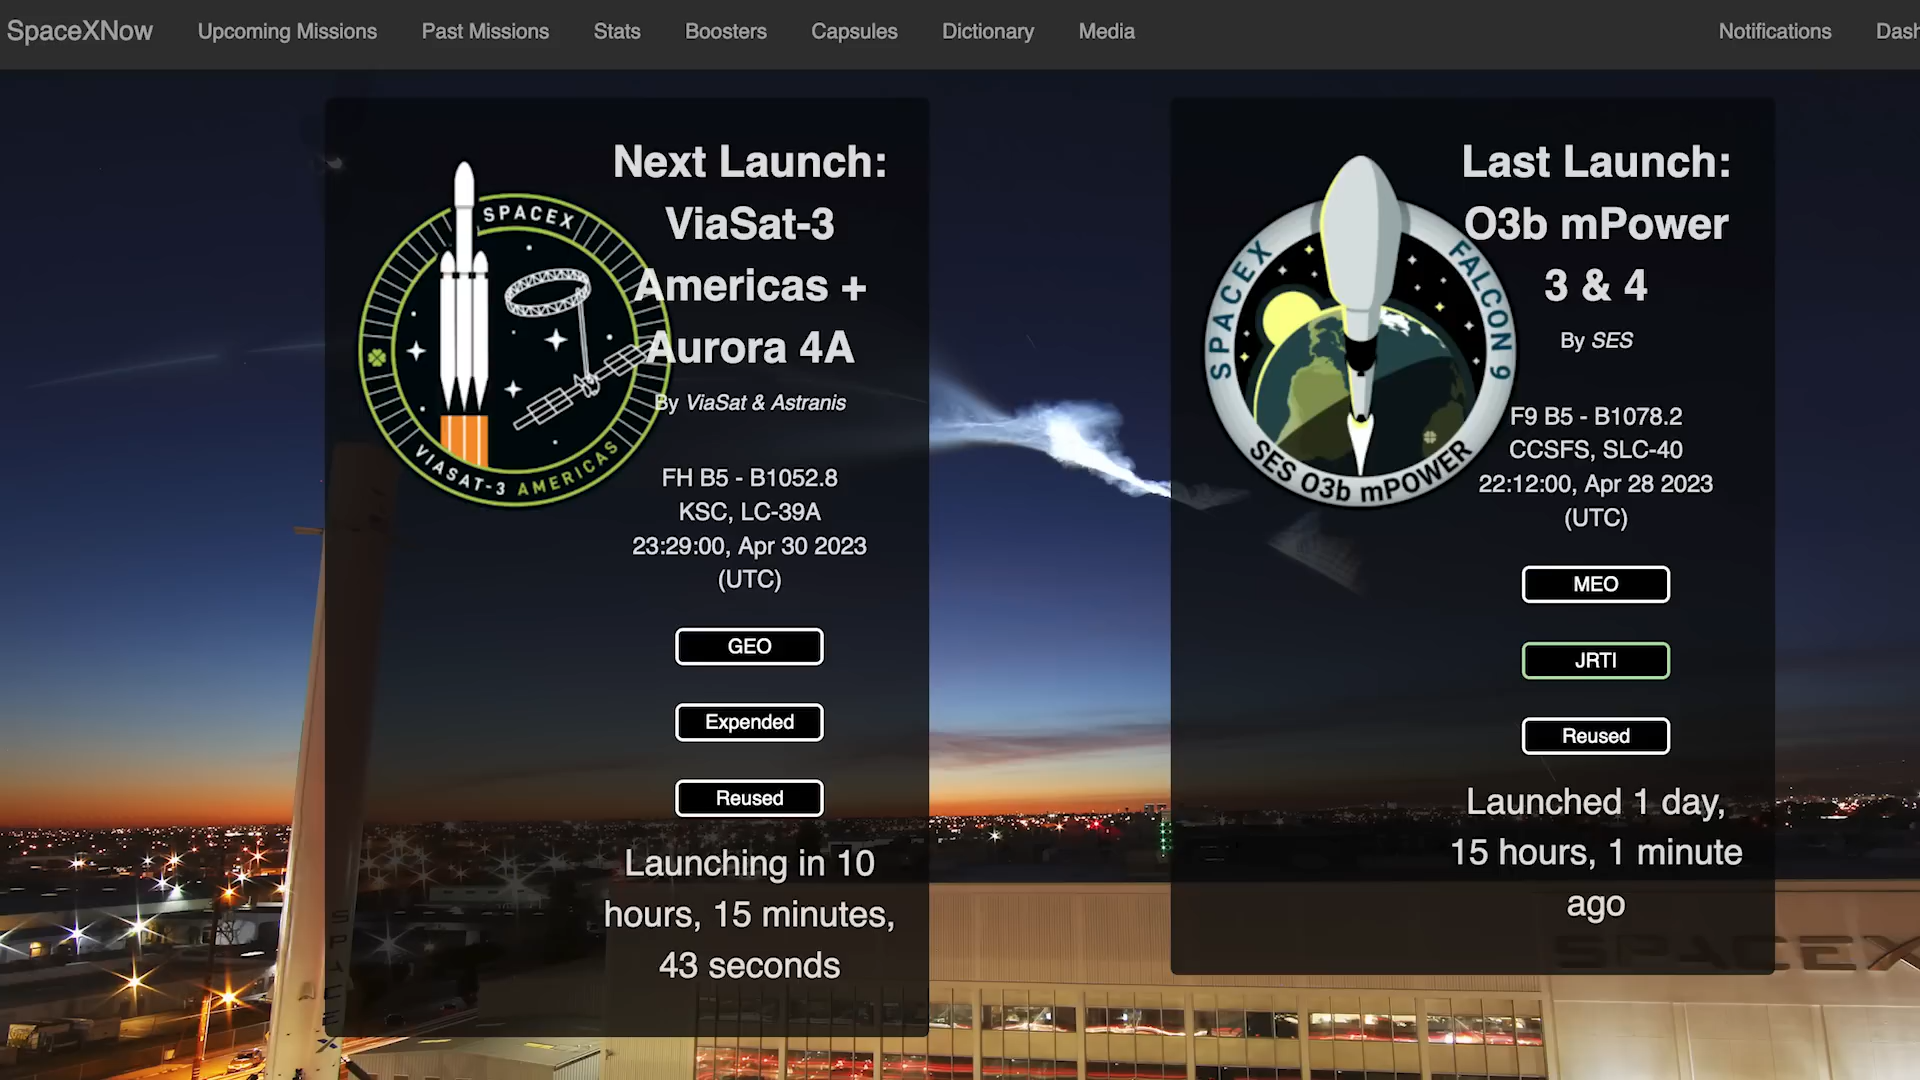 SpaceXNow
Upcoming Missions
Past Missions
Stats
Boosters
Capsules
Dictionary
Media
Notifications
Dash
SPACEX
VIASAT-3 AMERICAS
Next Launch:
ViaSat-3
Americas +
Aurora 4A
By ViaSat & Astranis
FH B5 - B1052.8
KSC, LC-39A
23:29:00, Apr 30 2023
(UTC)
GEO
Expended
Reused
Launching in 10
hours, 15 minutes,
43 seconds
SPACEX
FALCON 9
SES O3b mPOWER
Last Launch:
O3b mPower
3 & 4
By SES
F9 B5 - B1078.2
CCSFS, SLC-40
22:12:00, Apr 28 2023
(UTC)
MEO
JRTI
Reused
Launched 1 day,
15 hours, 1 minute
ago
SPACEX
SPACEX